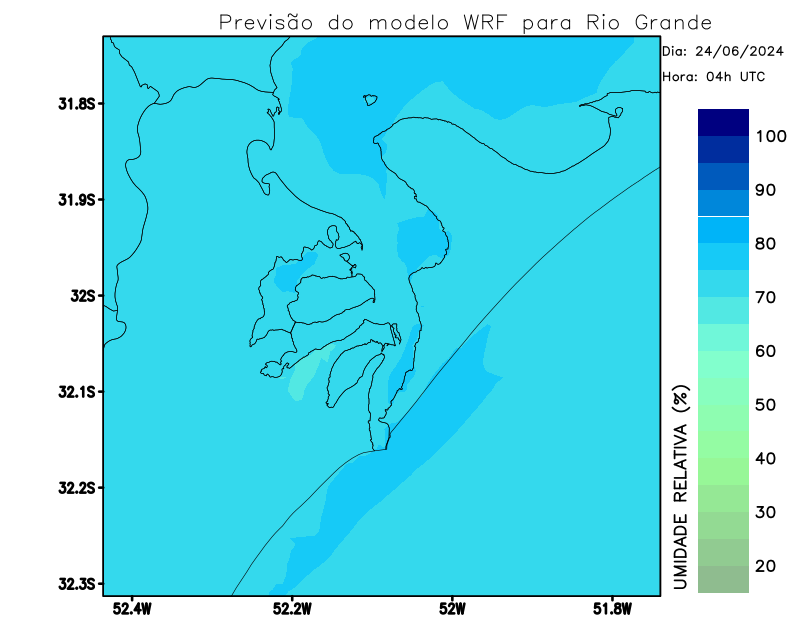 Previsão do modelo WRF para Rio Grande
Dia: 24/06/2024
Hora: 04h UTC
31.8S
31.9S
32S
32.1S
32.2S
32.3S
52.4W
52.2W
52W
51.8W
100
90
80
70
60
50
40
30
20
UMIDADE RELATIVA (%)